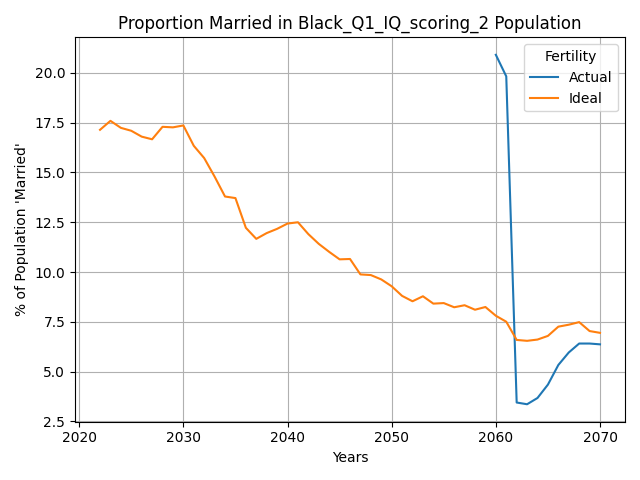 Proportion Married in Black_Q1_IQ_scoring_2 Population
% of Population 'Married'
20.0
17.5
15.0
12.5
10.0
7.5
5.0
2.5
Fertility
Actual
Ideal
2020
2030
2040
2050
2060
2070
Years